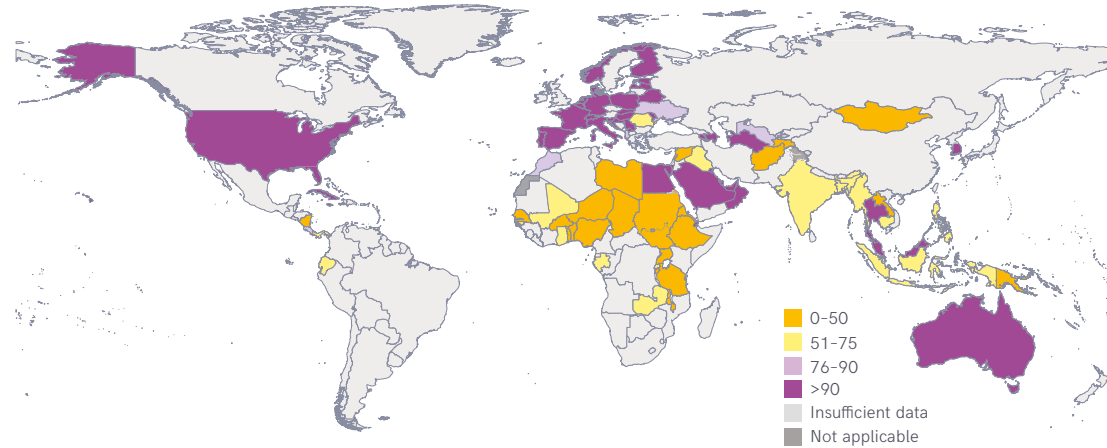 0–50
51–75
76–90
>90
Insufficient data
Not applicable